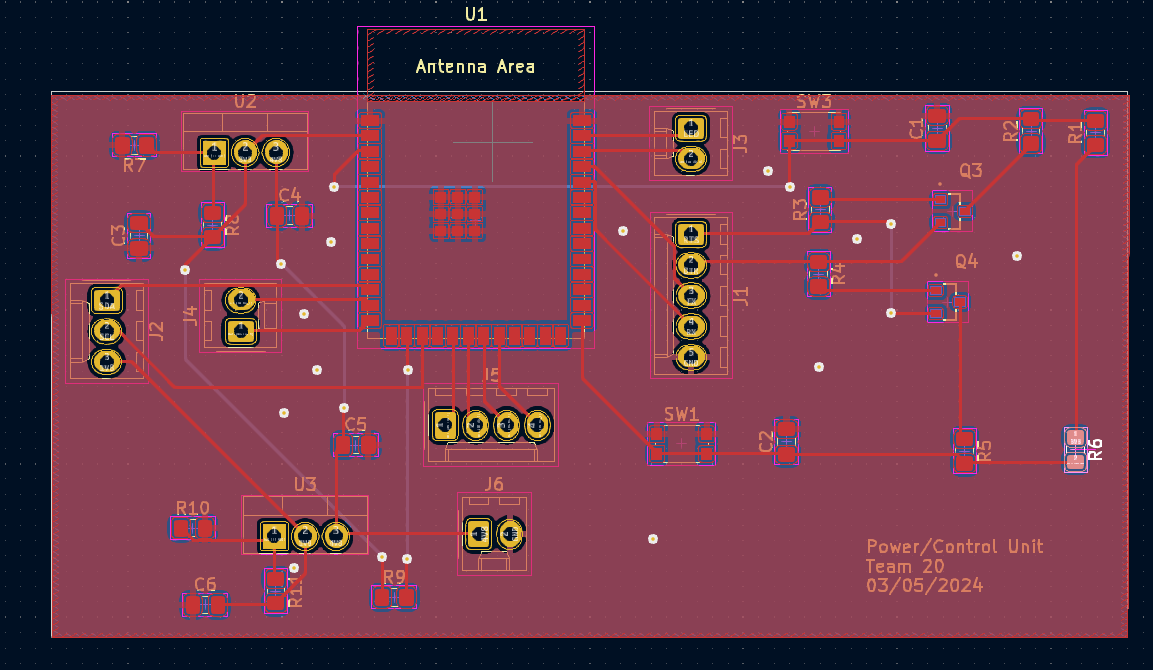 U1
Antenna Area
U2
SW3
C1
R2
R1
J3
R7
Q3
C4
R3
R8
C3
Q4
R4
J4
J1
J2
J5
C5
SW1
C2
R5
R6
U3
J6
R10
R9
C6
R11
Power/Control Unit
Team 20
03/05/2024